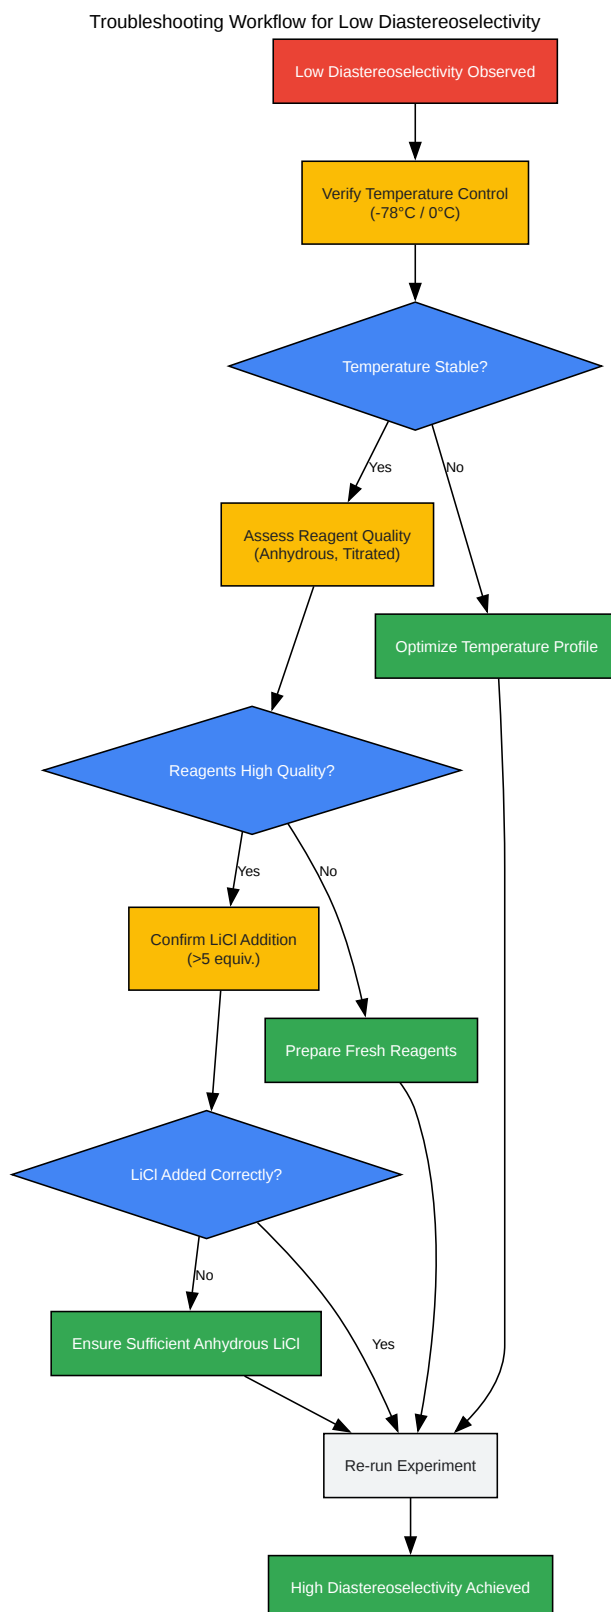 Troubleshooting Workflow for Low Diastereoselectivity
Low Diastereoselectivity Observed
Verify Temperature Control
(-78°C / 0°C)
Temperature Stable?
Yes
No
Assess Reagent Quality
(Anhydrous, Titrated)
Optimize Temperature Profile
Reagents High Quality?
Yes
No
Confirm LiCl Addition
(>5 equiv.)
Prepare Fresh Reagents
LiCl Added Correctly?
No
Yes
Ensure Sufficient Anhydrous LiCl
Re-run Experiment
High Diastereoselectivity Achieved